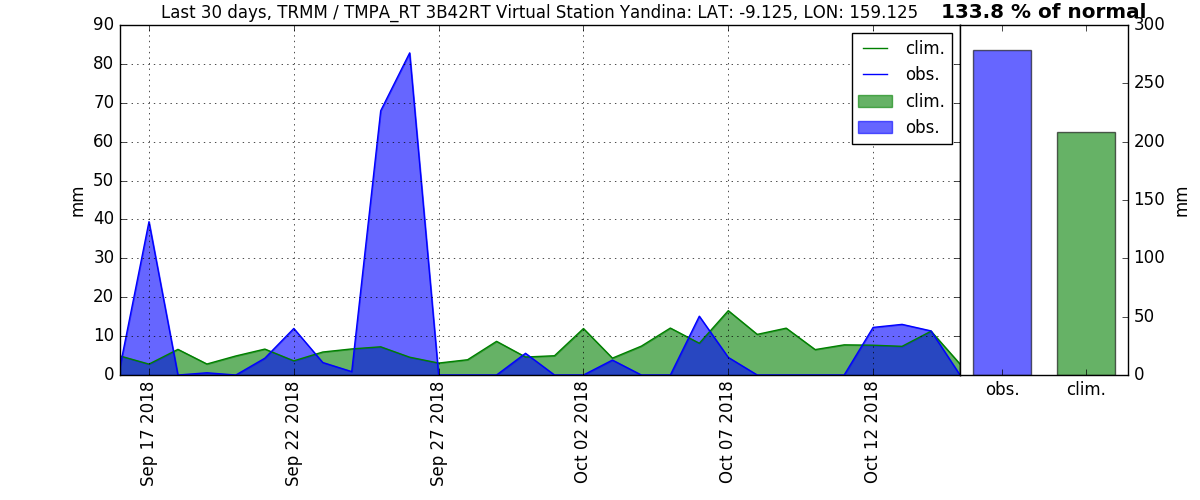 Last 30 days, TRMM / TMPA_RT 3B42RT Virtual Station Yandina: LAT: -9.125, LON: 159.125
133.8 % of normal
90
80
70
60
50
40
30
20
10
0
mm
clim.
obs.
clim.
obs.
Sep 17 2018
Sep 22 2018
Sep 27 2018
Oct 02 2018
Oct 07 2018
Oct 12 2018
300
250
200
150
100
50
0
mm
obs.
clim.